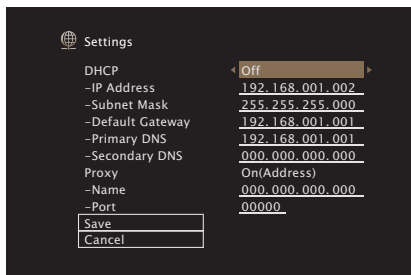 Settings
DHCP Off
-IP Address 192.168.001.002
-Subnet Mask 255.255.255.000
-Default Gateway 192.168.001.001
-Primary DNS 192.168.001.001
-Secondary DNS 000.000.000.000
Proxy On(Address)
-Name 000.000.000.000
-Port 00000
Save
Cancel